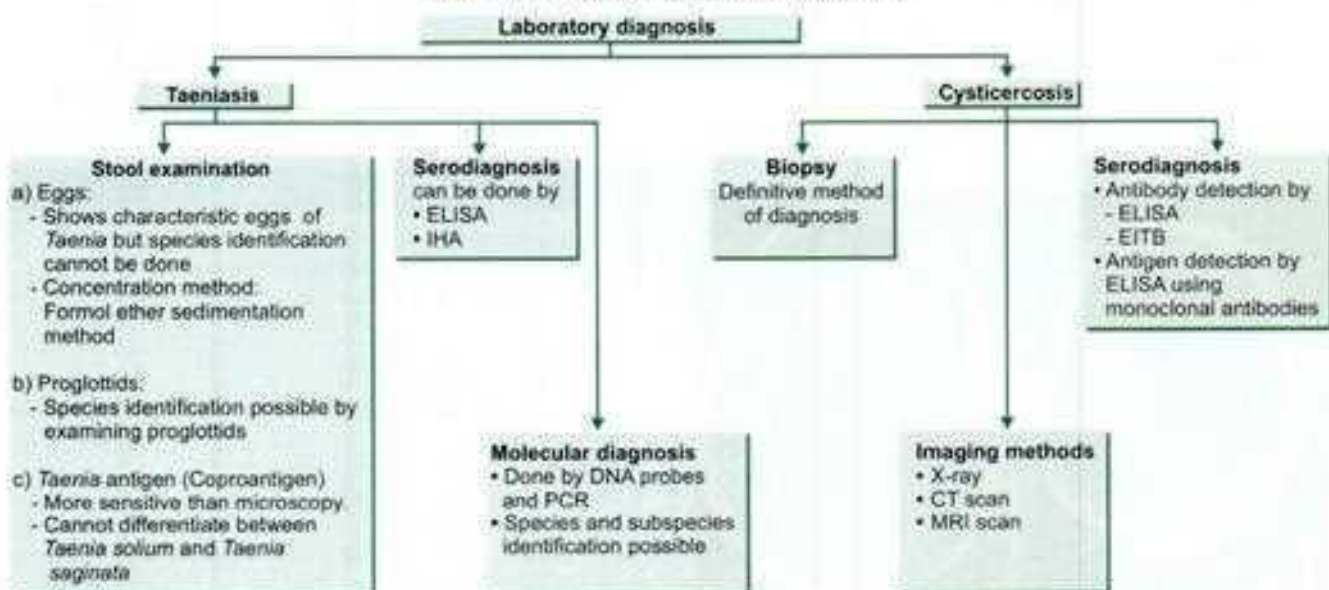 Laboratory diagnosis
Taeniasis
Cysticercosis
Stool examination
a) Eggs:
- Shows characteristic eggs of
Taenia but species identification
cannot be done
- Concentration method:
Formol ether sedimentation
method
b) Proglottids:
- Species identification possible by
examining proglottids
c) Taenia antigen (Coproantigen)
- More sensitive than microscopy
- Cannot differentiate between
Taenia solium and Taenia
saginata
Serodiagnosis
can be done by
• ELISA
• IHA
Molecular diagnosis
• Done by DNA probes
and PCR
• Species and subspecies
identification possible
Biopsy
Definitive method
of diagnosis
Imaging methods
• X-ray
• CT scan
• MRI scan
Serodiagnosis
• Antibody detection by
- ELISA
- EITB
• Antigen detection by
ELISA using
monoclonal antibodies